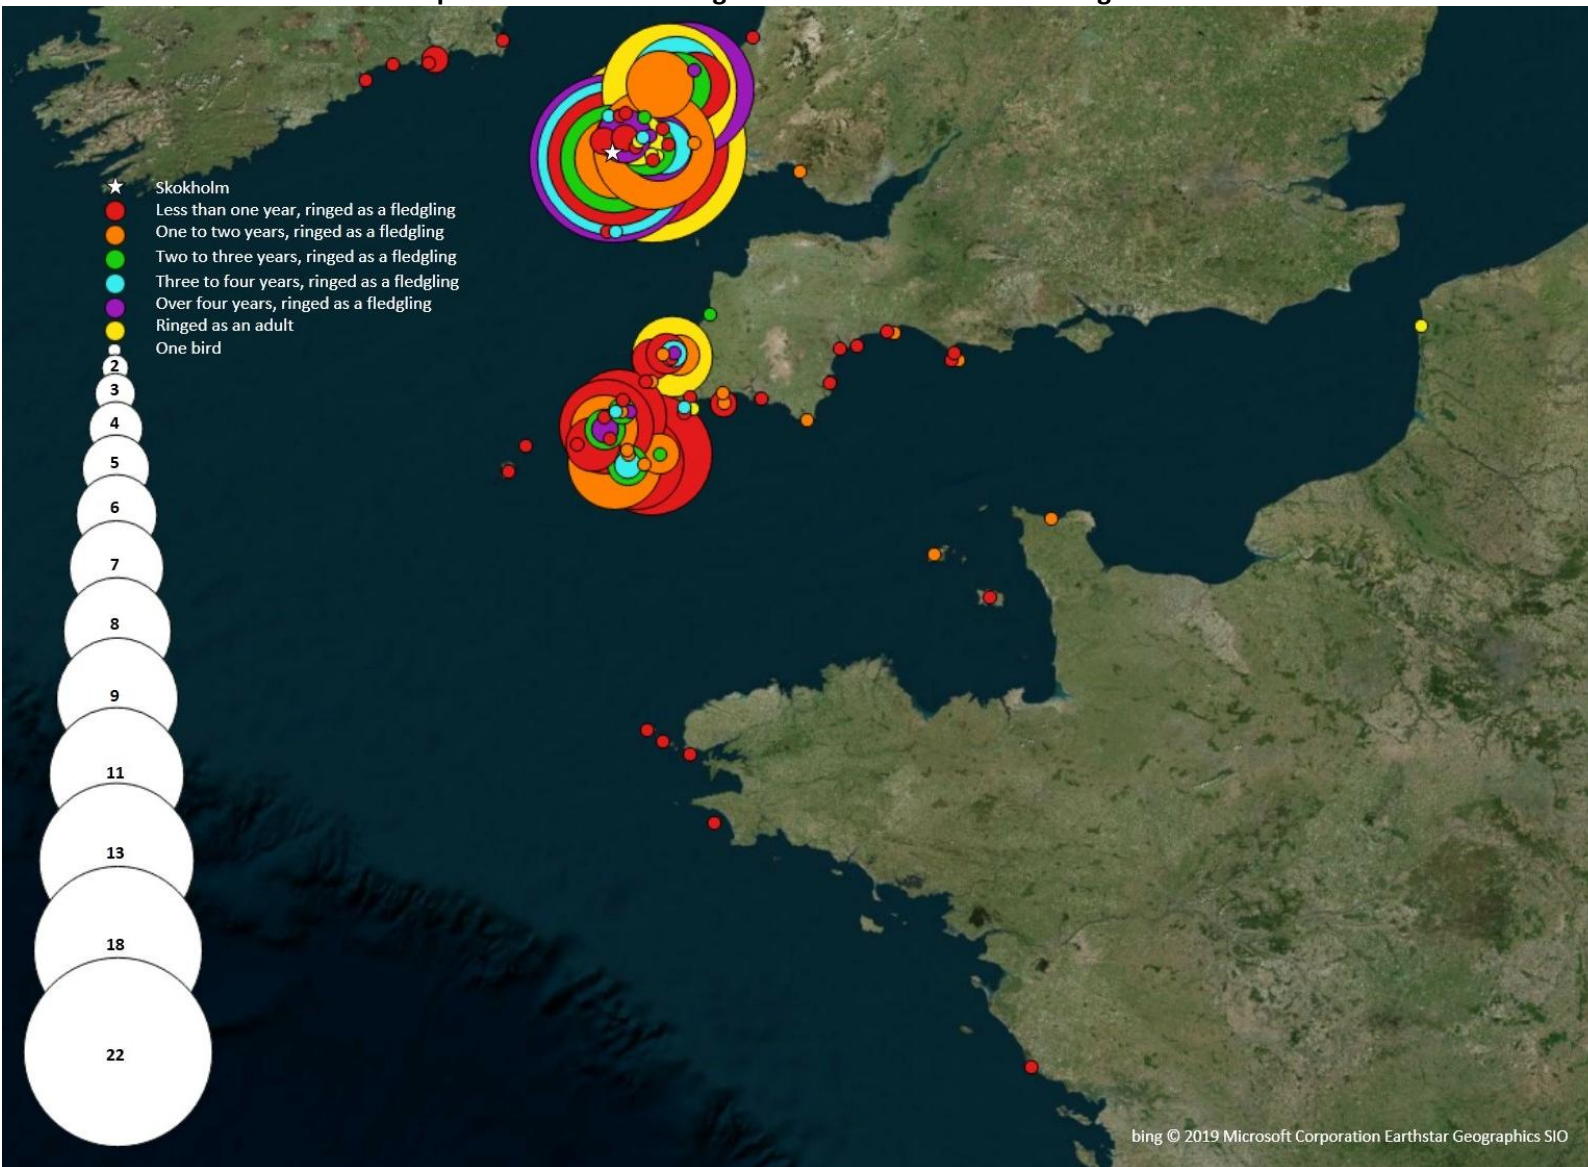 Skokholm
Less than one year, ringed as a fledgling
One to two years, ringed as a fledgling
Two to three years, ringed as a fledgling
Three to four years, ringed as a fledgling
Over four years, ringed as a fledgling
Ringed as an adult
One bird
2
3
4
5
6
7
8
9
11
13
18
22
bing © 2019 Microsoft Corporation Earthstar Geographics SIO